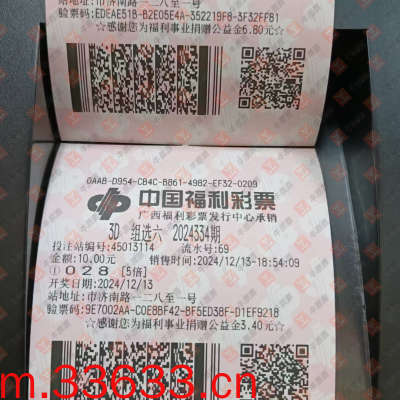 站地址:市济南路一二八至一号
验票码:EDEAE518-B2E05E4A-352219F8-3F32FF81
☆感谢您为福利事业捐赠公益金6.80元☆
0AAB-D954-CB4C-B861-4982-EF32-0209
中国福利彩票
广西福利彩票发行中心承销
3D 组选六 2024334期
投注站编号:45013114 流水号:69
金额:10.00元 销售时间:2024/12/13-18:54:09
① 0 2 8 [5倍]
开奖日期:2024/12/13
站地址:市济南路一二八至一号
验票码:9E7002AA-C0E8BF42-BF5ED38F-D1EF9218
☆感谢您为福利事业捐赠公益金3.40元☆
m.33633.cn